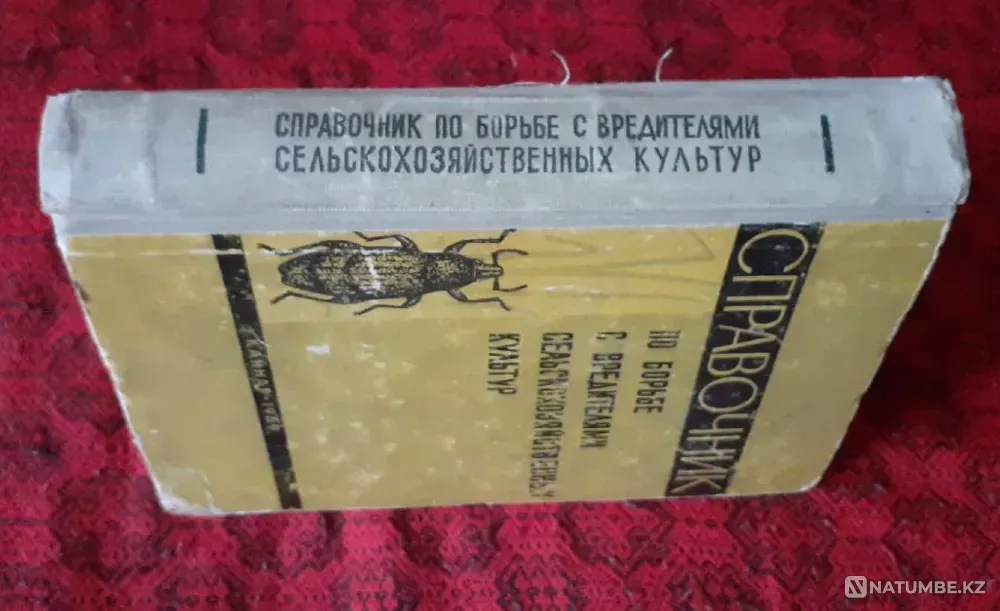 СПРАВОЧНИК ПО БОРЬБЕ С ВРЕДИТЕЛЯМИ
СЕЛЬСКОХОЗЯЙСТВЕННЫХ КУЛЬТУР
СПРАВОЧНИК
ПО БОРЬБЕ
С ВРЕДИТЕЛЯМИ
СЕЛЬСКОХОЗЯЙСТВЕННЫХ
КУЛЬТУР
NATUMBE.KZ